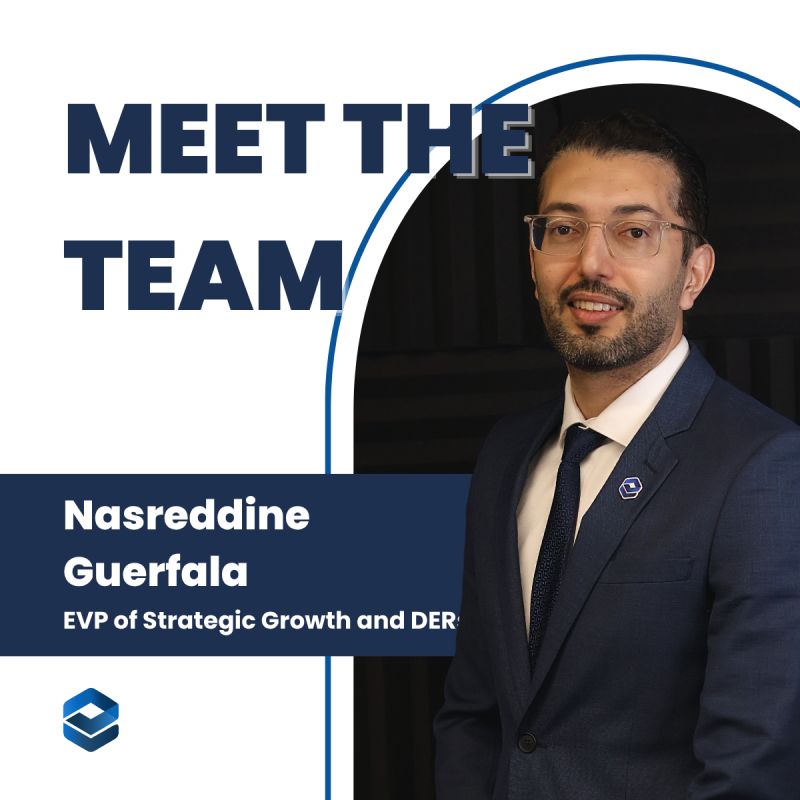 MEET THE
TEAM
Nasreddine
Guerfala
EVP of Strategic Growth and DERs